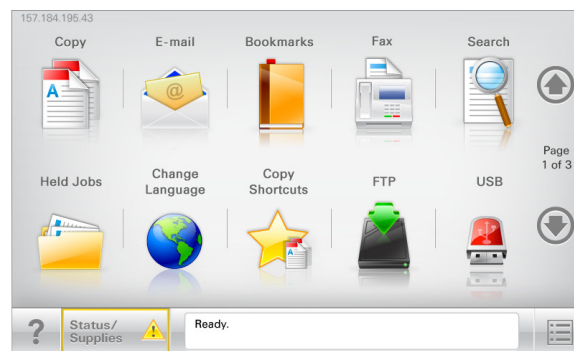 157.184.195.43
Copy
E-mail
Bookmarks
Fax
Search
A
@
A
Page
1 of 3
Held Jobs
Change
Language
Copy
Shortcuts
FTP
USB
A
?
Status/
Supplies
Ready.